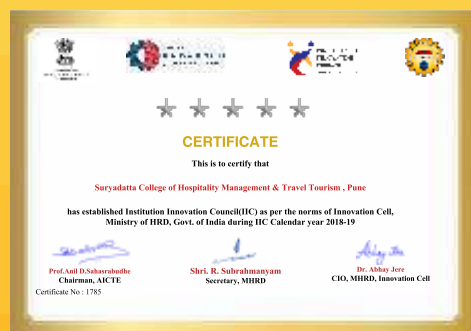 CERTIFICATE
This is to certify that
Suryadatta College of Hospitality Management & Travel Tourism , Pune
has established Institution Innovation Council(IIC) as per the norms of Innovation Cell,
Ministry of HRD, Govt. of India during IIC Calendar year 2018-19
Prof.Anil D.Sahasrabudhe
Chairman, AICTE
Shri. R. Subrahmanyam
Secretary, MHRD
Dr. Abhay Jere
CIO, MHRD, Innovation Cell
Certificate No : 1785